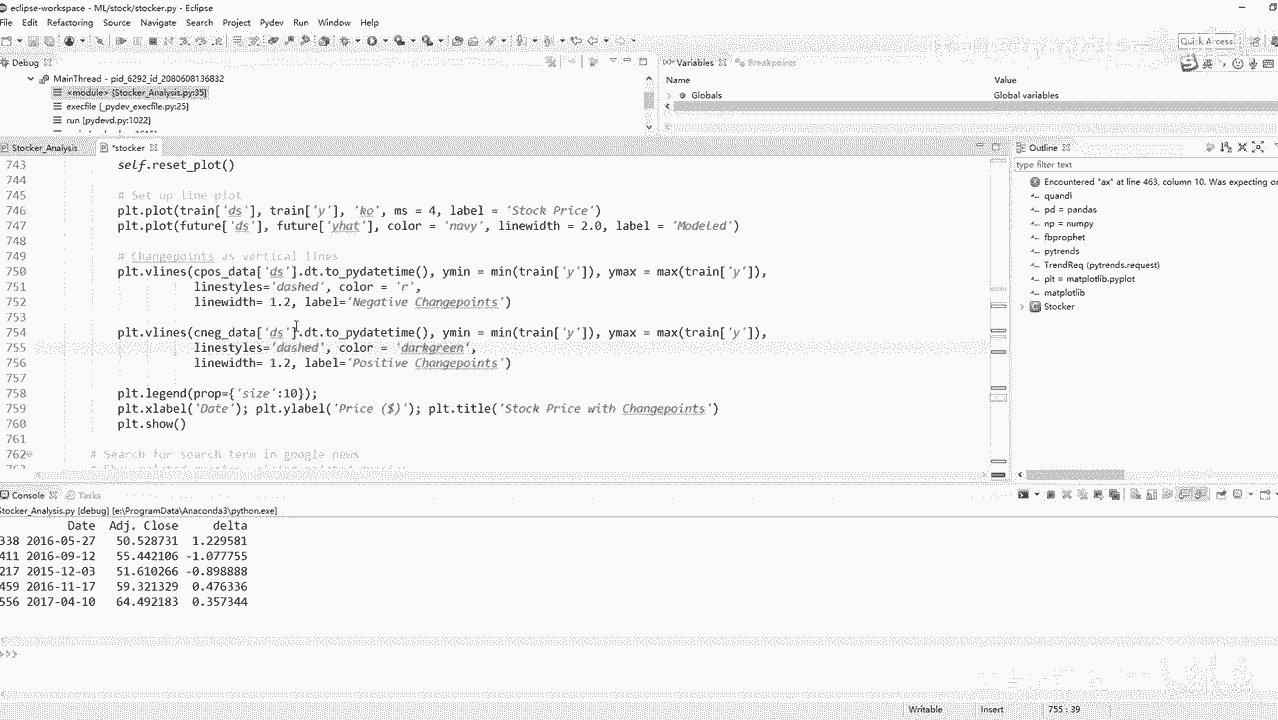 eclipse-workspace - ML/stock/stocker.py - Eclipse
File Edit Refactoring Source Navigate Search Project Pydev Run Window Help
Quick Access
Debug
MainThread - pid_6292_id_2080608136832
<module> [Stocker_Analysis.py:35]
execfile [_pydev_execfile.py:25]
run [pydevd.py:1022]
Variables Breakpoints
Name Value
Globals Global variables
Stocker_Analysis *stocker
743 self.reset_plot()
744
745 # Set up line plot
746 plt.plot(train['ds'], train['y'], 'ko', ms = 4, label = 'Stock Price')
747 plt.plot(future['ds'], future['yhat'], color = 'navy', linewidth = 2.0, label = 'Modeled')
748
749 # Changepoints as vertical lines
750 plt.vlines(cpos_data['ds'].dt.to_pydatetime(), ymin = min(train['y']), ymax = max(train['y']),
751 linestyles='dashed', color = 'r',
752 linewidth= 1.2, label='Negative Changepoints')
753
754 plt.vlines(cneg_data['ds'].dt.to_pydatetime(), ymin = min(train['y']), ymax = max(train['y']),
755 linestyles='dashed', color = 'darkgreen',
756 linewidth= 1.2, label='Positive Changepoints')
757
758 plt.legend(prop={'size':10});
759 plt.xlabel('Date'); plt.ylabel('Price ($)'); plt.title('Stock Price with Changepoints')
760 plt.show()
761
762 # Search for search term in google news
Outline
type filter text
Encountered "ax" at line 463, column 10. Was expecting
quandl
pd = pandas
np = numpy
fbprophet
pytrends
TrendReq (pytrends.request)
plt = matplotlib.pyplot
matplotlib
Stocker
Console Tasks
Stocker_Analysis.py [debug] [e:\ProgramData\Anaconda3\python.exe]
Date Adj. Close delta
338 2016-05-27 50.528731 1.229581
411 2016-09-12 55.442106 -1.077755
217 2015-12-03 51.610266 -0.898888
459 2016-11-17 59.321329 0.476336
556 2017-04-10 64.492183 0.357344
>>>
Writable Insert 755 : 39